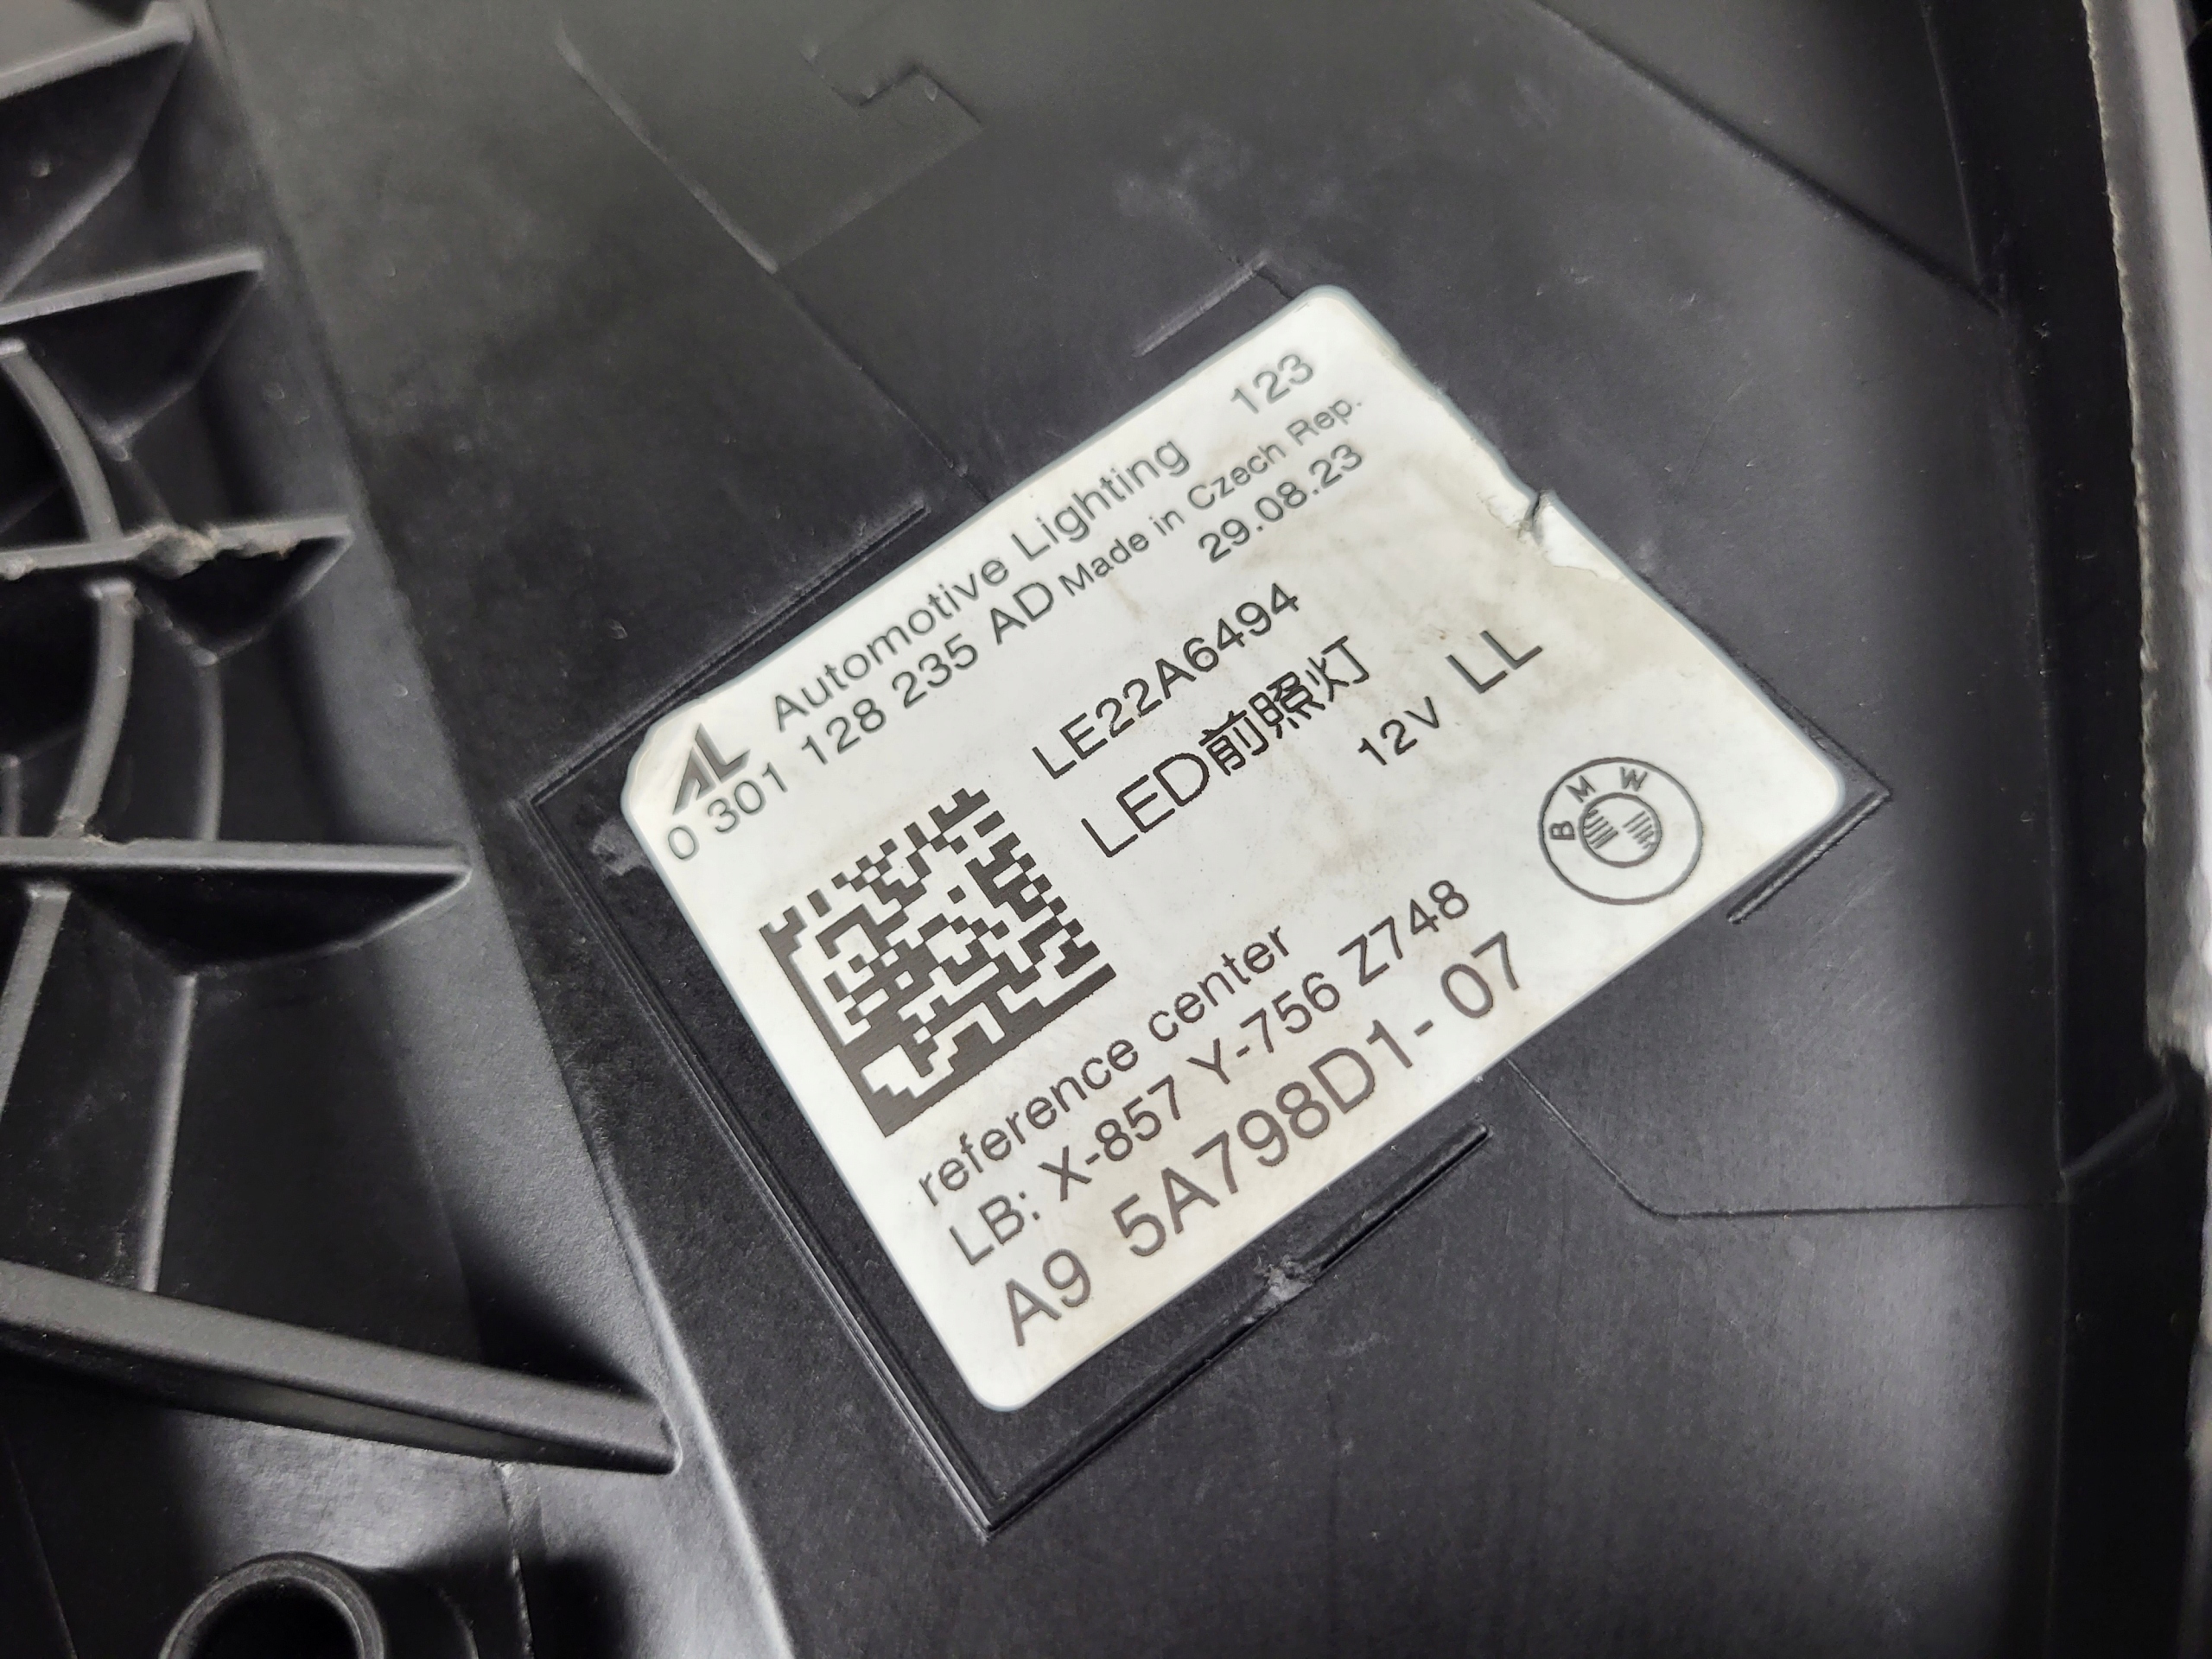 AL Automotive Lighting 123
0 301 128 235 AD Made in Czech Rep.
29.08.23
LE22A6494
LED前照灯
12V LL
BMW
reference center
LB: X-857 Y-756 Z748
A9 5A798D1-07